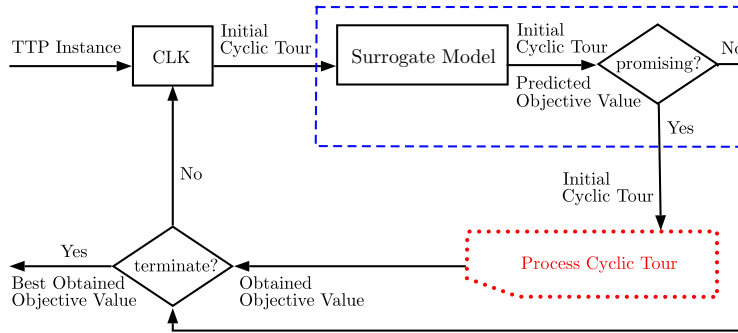 TTP Instance
CLK
Initial
Cyclic Tour
Surrogate Model
Initial
Cyclic Tour
Predicted
Objective Value
promising?
No
Yes
Initial
Cyclic Tour
No
Process Cyclic Tour
Yes
terminate?
Best Obtained
Objective Value
Obtained
Objective Value